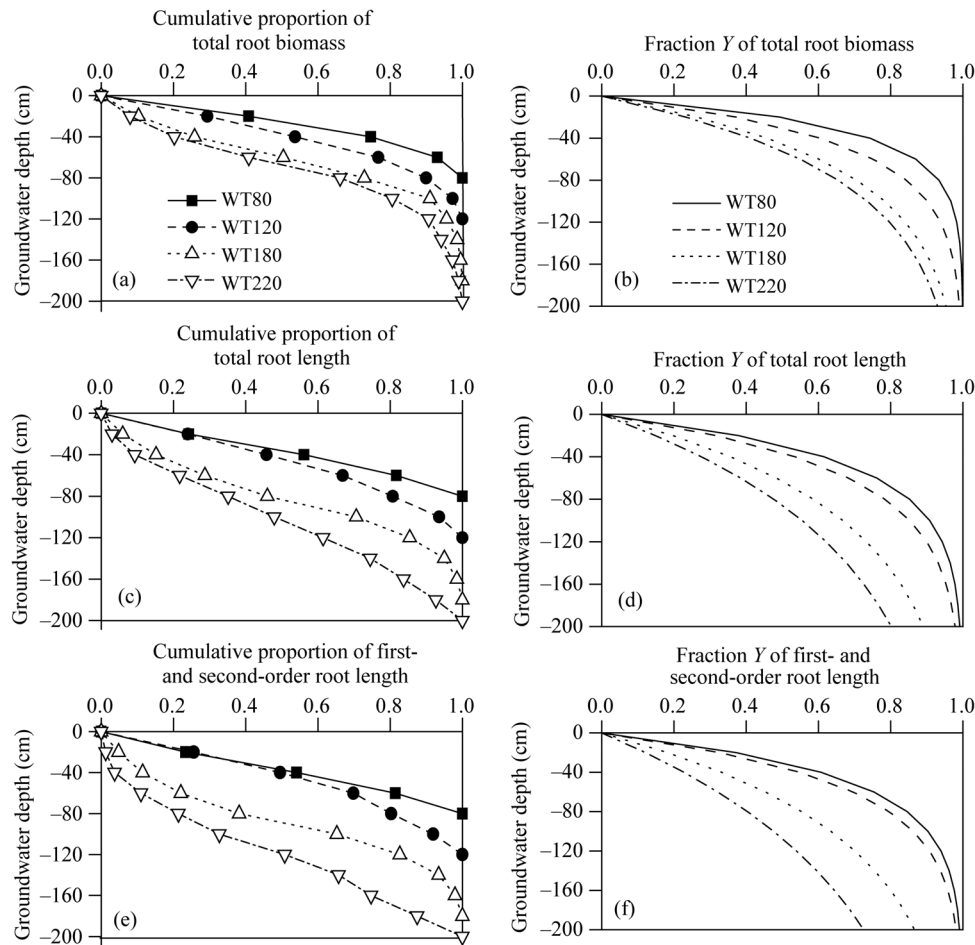 Cumulative proportion of
total root biomass
0.0 0.2 0.4 0.6 0.8 1.0
0
–40
–80
–120
–160
–200
Groundwater depth (cm)
WT80
WT120
WT180
WT220
(a)
Fraction Y of total root biomass
0.0 0.2 0.4 0.6 0.8 1.0
0
–40
–80
–120
–160
–200
Groundwater depth (cm)
WT80
WT120
WT180
WT220
(b)
Cumulative proportion of
total root length
0.0 0.2 0.4 0.6 0.8 1.0
0
–40
–80
–120
–160
–200
Groundwater depth (cm)
(c)
Fraction Y of total root length
0.0 0.2 0.4 0.6 0.8 1.0
0
–40
–80
–120
–160
–200
Groundwater depth (cm)
(d)
Cumulative proportion of first-
and second-order root length
0.0 0.2 0.4 0.6 0.8 1.0
0
–40
–80
–120
–160
–200
Groundwater depth (cm)
(e)
Fraction Y of first- and
second-order root length
0.0 0.2 0.4 0.6 0.8 1.0
0
–40
–80
–120
–160
–200
Groundwater depth (cm)
(f)